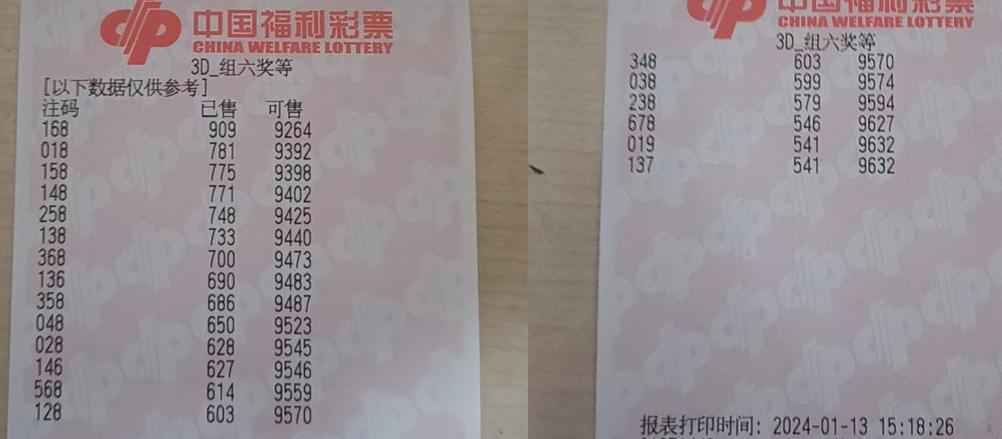 中国福利彩票
CHINA WELFARE LOTTERY
3D_组六奖等
[以下数据仅供参考]
注码 已售 可售
168 909 9264
018 781 9392
158 775 9398
148 771 9402
258 748 9425
138 733 9440
368 700 9473
136 690 9483
358 686 9487
048 650 9523
028 628 9545
146 627 9546
568 614 9559
128 603 9570
中国福利彩票
CHINA WELFARE LOTTERY
3D_组六奖等
348 603 9570
038 599 9574
238 579 9594
678 546 9627
019 541 9632
137 541 9632
报表打印时间: 2024-01-13 15:18:26